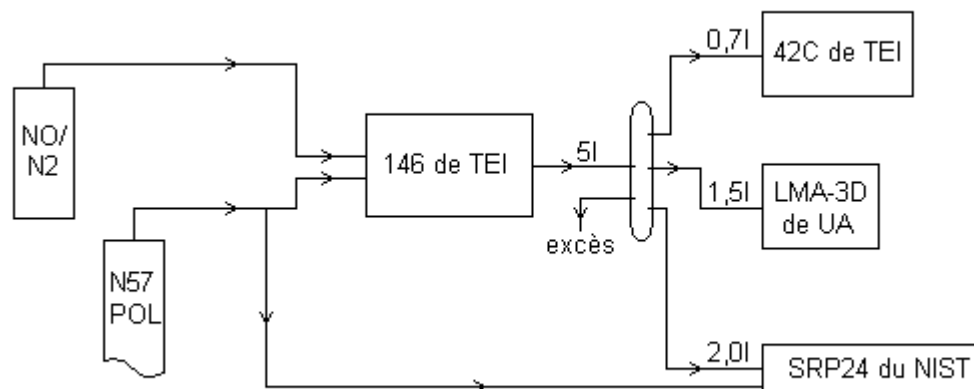 NO/
N2
N57
POL
146 de TEI
5l
excès
0,7l
42C de TEI
1,5l
LMA-3D
de UA
2,0l
SRP24 du NIST